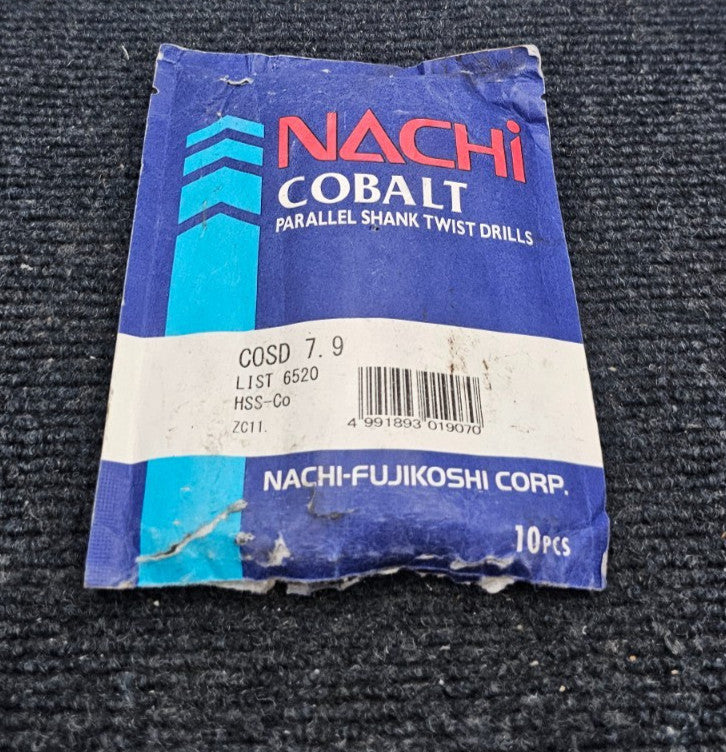 NACHi
COBALT
PARALLEL SHANK TWIST DRILLS
COSD 7.9
LIST 6520
HSS-Co
ZC11.
4 991893 019070
NACHI-FUJIKOSHI CORP.
10PCS